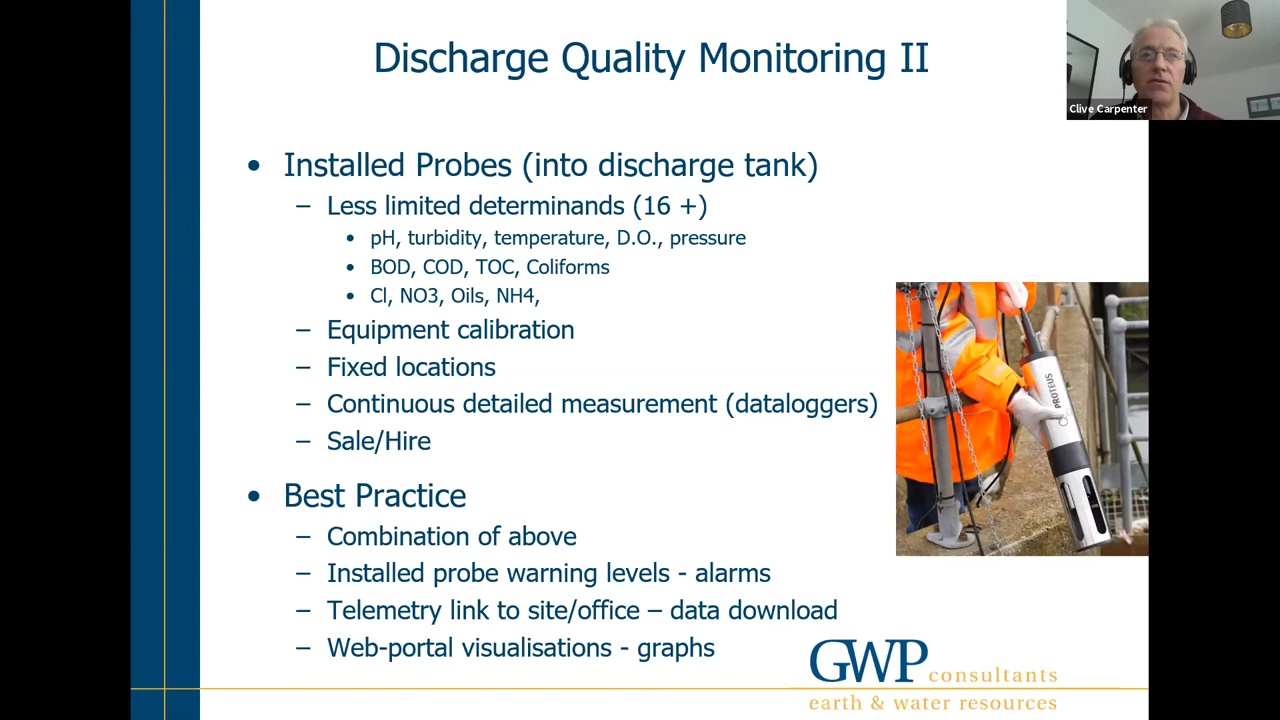 Discharge Quality Monitoring II
Clive Carpenter
• Installed Probes (into discharge tank)
– Less limited determinands (16 +)
• pH, turbidity, temperature, D.O., pressure
• BOD, COD, TOC, Coliforms
• Cl, NO3, Oils, NH4,
– Equipment calibration
– Fixed locations
– Continuous detailed measurement (dataloggers)
– Sale/Hire
PROTEUS
• Best Practice
– Combination of above
– Installed probe warning levels - alarms
– Telemetry link to site/office – data download
– Web-portal visualisations - graphs
GWP consultants
earth & water resources